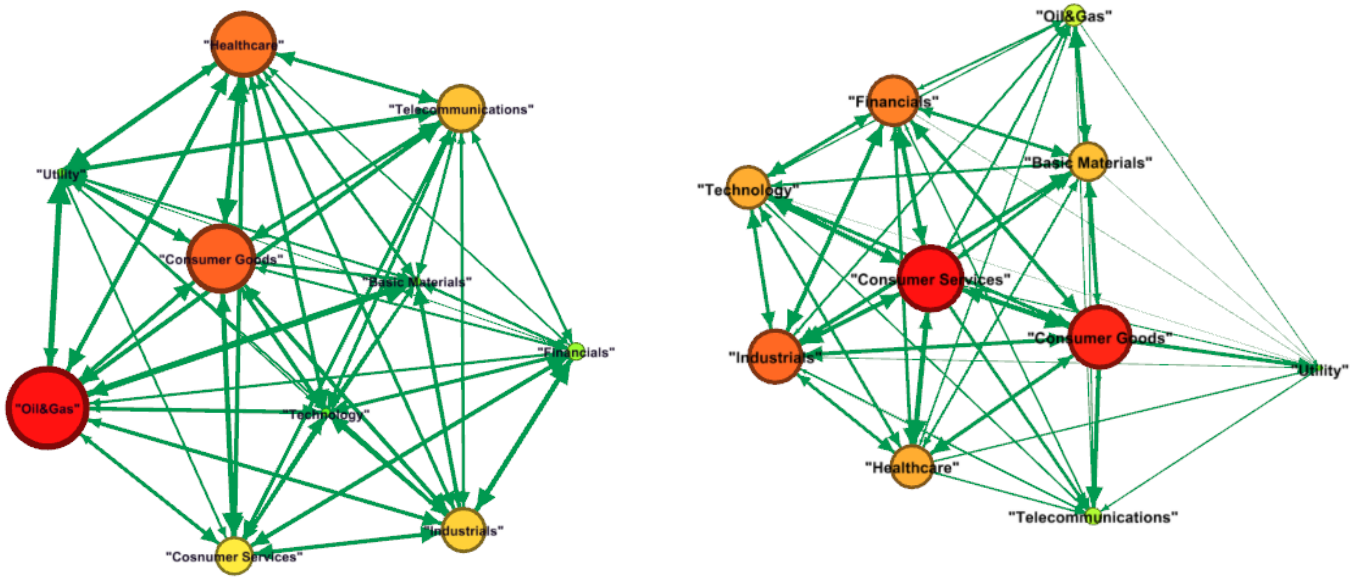 "Healthcare"
"Telecommunications"
"Utility"
"Consumer Goods"
"Basic Materials"
"FInancials"
"Oil&Gas"
"Technology"
"Industrials"
"Cosnumer Services"
"Oil&Gas"
"Financials"
"Basic Materials"
"Technology"
"Consumer Services"
"Consumer Goods"
"Industrials"
"Utility"
"Healthcare"
"Telecommunications"